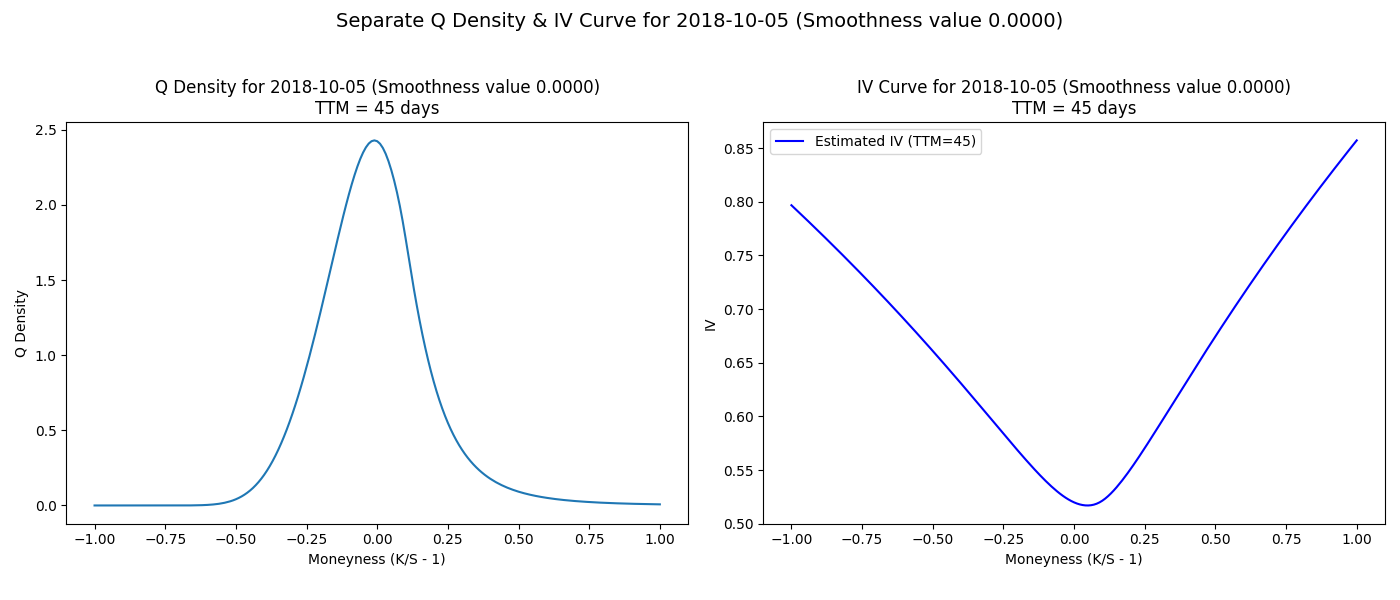 Separate Q Density & IV Curve for 2018-10-05 (Smoothness value 0.0000)
Q Density for 2018-10-05 (Smoothness value 0.0000)
TTM = 45 days
2.5
2.0
1.5
1.0
0.5
0.0
Q Density
−1.00 −0.75 −0.50 −0.25 0.00 0.25 0.50 0.75 1.00
Moneyness (K/S - 1)
IV Curve for 2018-10-05 (Smoothness value 0.0000)
TTM = 45 days
Estimated IV (TTM=45)
0.85
0.80
0.75
0.70
0.65
0.60
0.55
0.50
IV
−1.00 −0.75 −0.50 −0.25 0.00 0.25 0.50 0.75 1.00
Moneyness (K/S - 1)